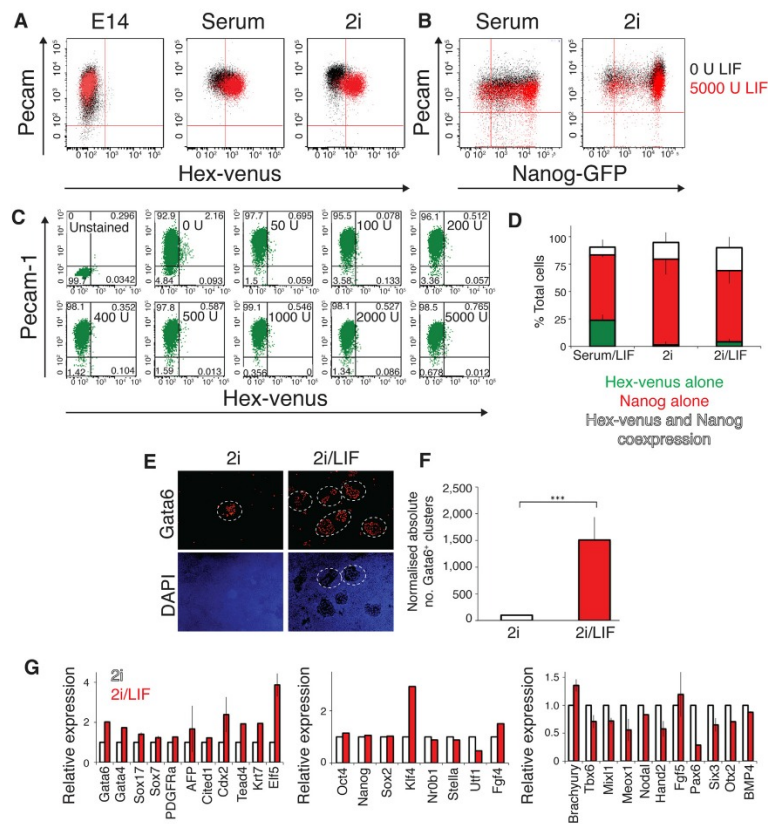 A
E14
Serum
2i
B
Serum
2i
Pecam
Hex-venus
Pecam
Nanog-GFP
0 U LIF
5000 U LIF
C
Pecam-1
Unstained
0
0.296
99.7
0.0342
0 U
92.9
2.16
4.84
0.093
50 U
97.7
0.695
1.5
0.059
100 U
95.5
0.078
3.58
0.133
200 U
96.1
0.512
3.36
0.057
400 U
98.1
0.352
1.42
0.104
500 U
97.8
0.587
1.59
0.013
1000 U
99.1
0.546
0.356
0
2000 U
98.1
0.527
1.34
0.086
5000 U
98.5
0.765
0.678
0.012
Hex-venus
D
% Total cells
100
75
50
25
0
Serum/LIF
2i
2i/LIF
Hex-venus alone
Nanog alone
Hex-venus and Nanog
coexpression
E
2i
2i/LIF
Gata6
DAPI
F
Normalised absolute
no. Gata6⁺ clusters
2,500
2,000
1,500
1,000
500
0
***
2i
2i/LIF
G
Relative expression
4
2
0
2i
2i/LIF
Gata6
Gata4
Sox17
Sox7
PDGFRa
AFP
Cited1
Cdx2
Tead4
Krt7
Elf5
Relative expression
4
3
2
1
0
Oct4
Nanog
Sox2
Klf4
Nr0b1
Stella
Utf1
Fgf4
Relative expression
1.5
1.0
0.5
0
Brachyury
Tbx6
Mixl1
Meox1
Nodal
Hand2
Fgf5
Pax6
Six3
Otx2
BMP4